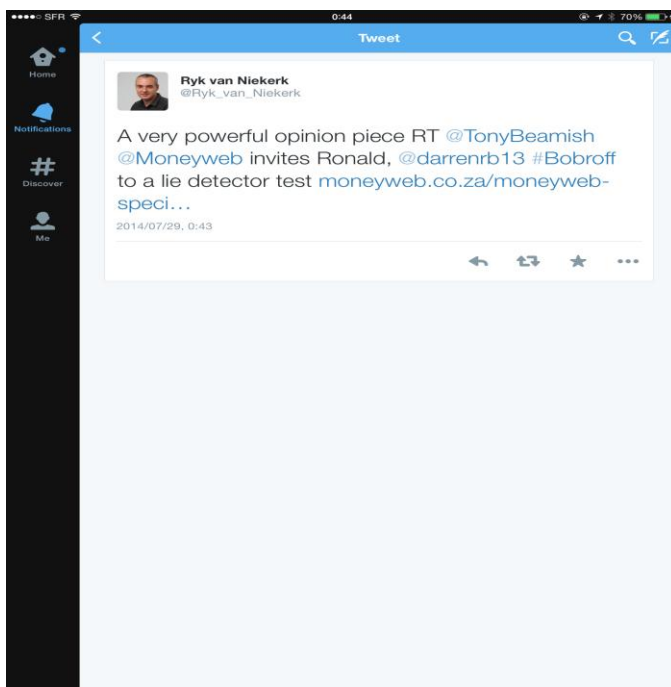 SFR 0:44 70%
Tweet
Home
Notifications
Discover
Me
Ryk van Niekerk
@Ryk_van_Niekerk
A very powerful opinion piece RT @TonyBeamish
@Moneyweb invites Ronald, @darrenrb13 #Bobroff
to a lie detector test moneyweb.co.za/moneyweb-
speci...
2014/07/29, 0:43